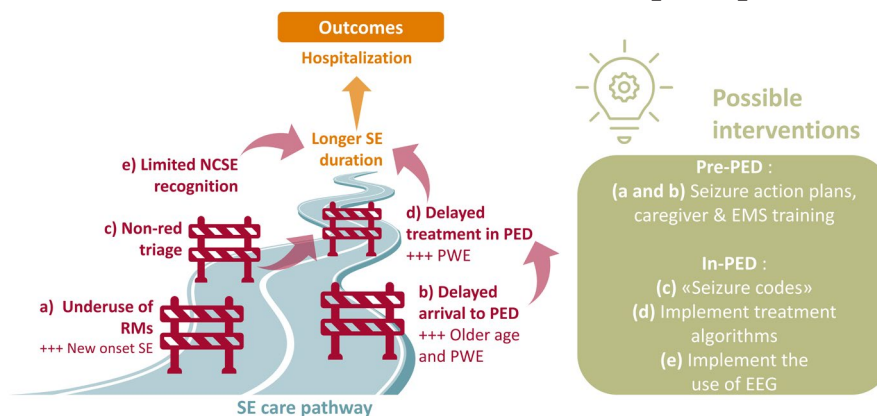 Outcomes
Hospitalization
Longer SE
duration
e) Limited NCSE
recognition
c) Non-red
triage
d) Delayed
treatment in PED
+++ PWE
a) Underuse of
RMs
+++ New onset SE
b) Delayed
arrival to PED
+++ Older age
and PWE
SE care pathway
Possible
interventions
Pre-PED :
(a and b) Seizure action plans,
caregiver & EMS training
In-PED :
(c) «Seizure codes»
(d) Implement treatment
algorithms
(e) Implement the
use of EEG